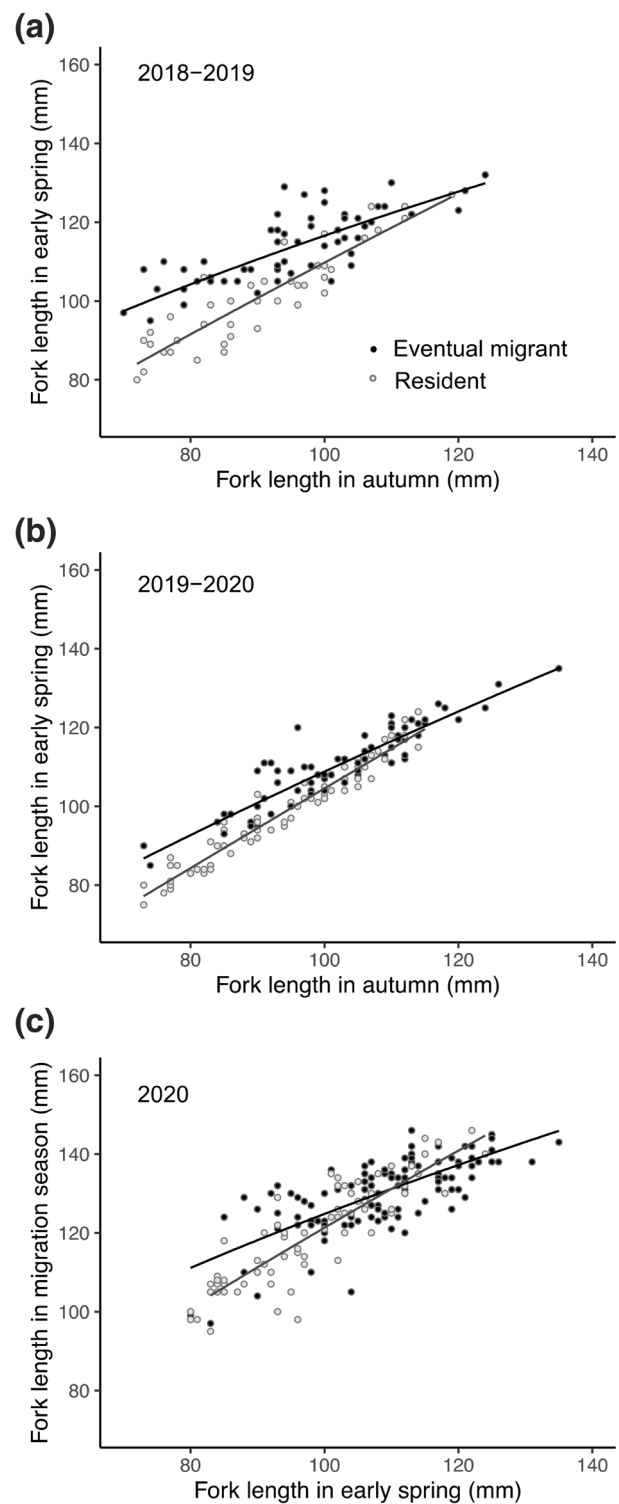 (a)
2018−2019
Fork length in early spring (mm)
160
140
120
100
80
Eventual migrant
Resident
80 100 120 140
Fork length in autumn (mm)
(b)
2019−2020
Fork length in early spring (mm)
160
140
120
100
80
80 100 120 140
Fork length in autumn (mm)
(c)
2020
Fork length in migration season (mm)
160
140
120
100
80
80 100 120 140
Fork length in early spring (mm)